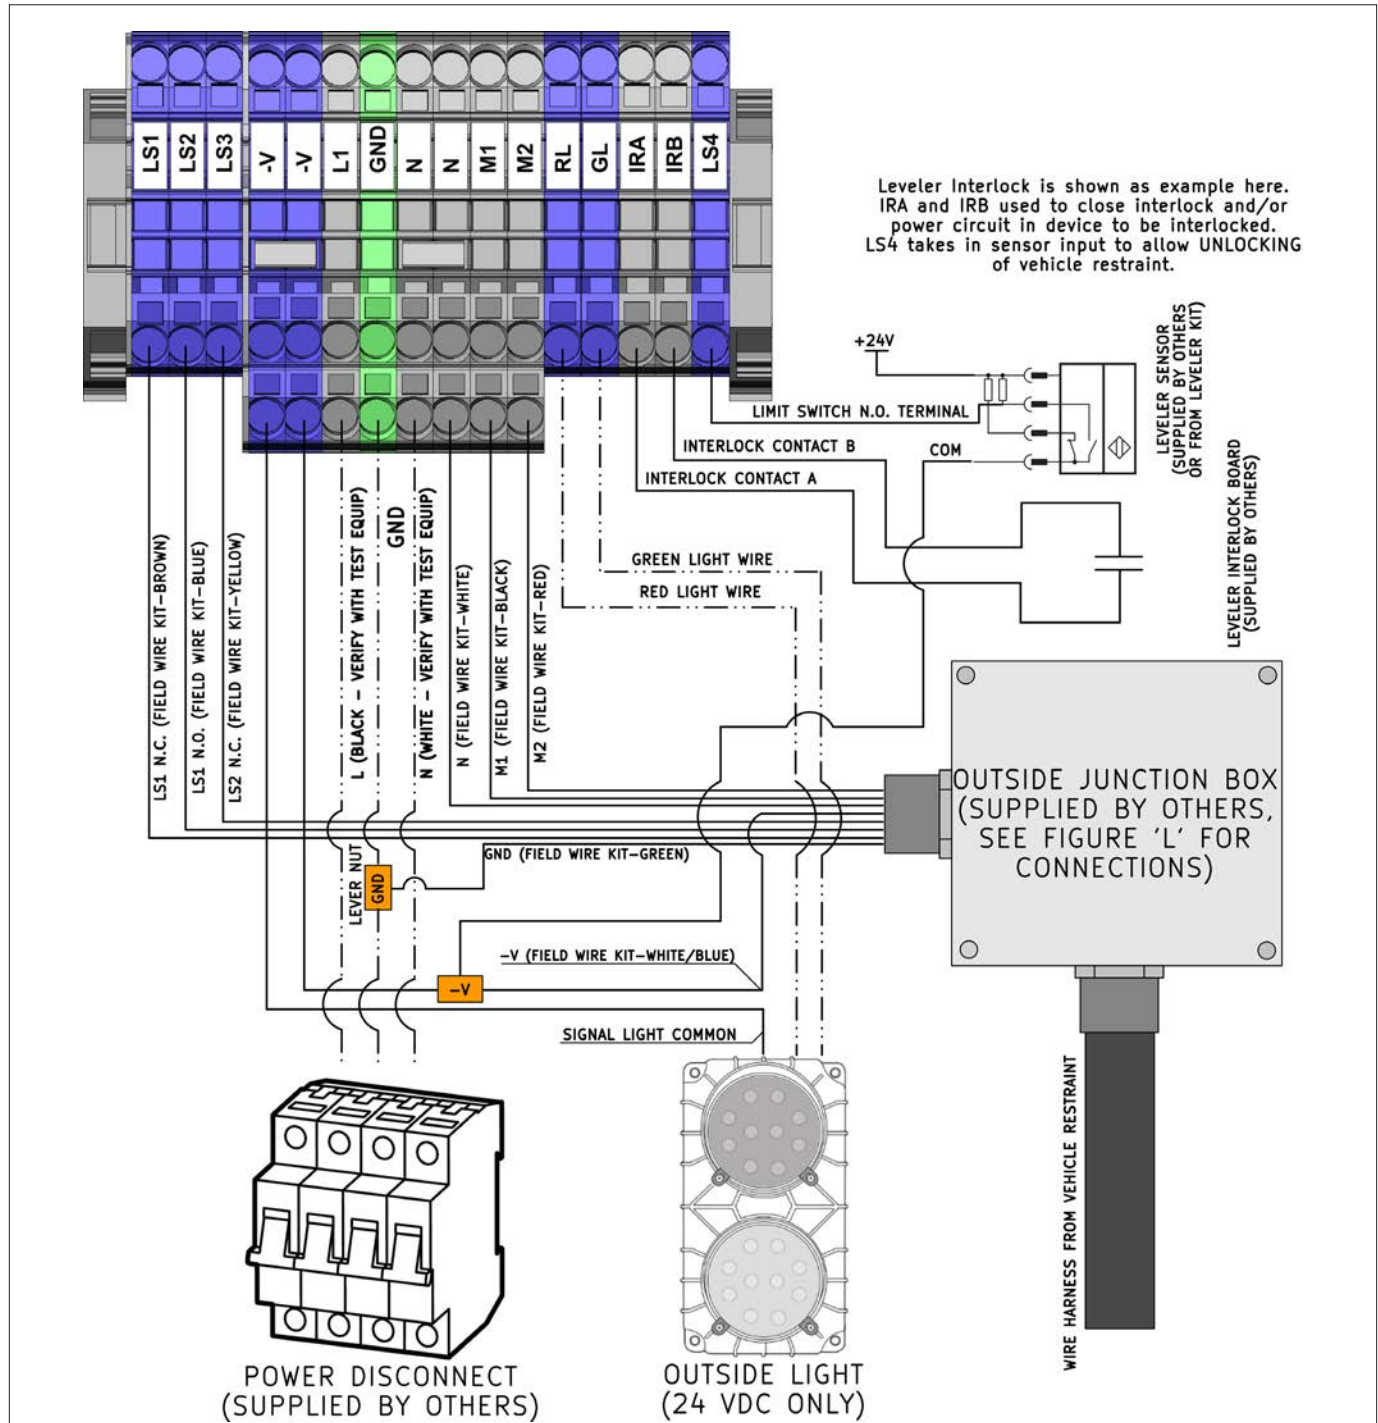 LS1
LS2
LS3
-V
-V
L1
GND
N
N
M1
M2
RL
GL
IRA
IRB
LS4
Leveler Interlock is shown as example here.
IRA and IRB used to close interlock and/or
power circuit in device to be interlocked.
LS4 takes in sensor input to allow UNLOCKING
of vehicle restraint.
+24V
LEVELER SENSOR
(SUPPLIED BY OTHERS
OR FROM LEVELER KIT)
LIMIT SWITCH N.O. TERMINAL
INTERLOCK CONTACT B
COM
INTERLOCK CONTACT A
LEVELER INTERLOCK BOARD
(SUPPLIED BY OTHERS)
LS1 N.C. (FIELD WIRE KIT-BROWN)
LS1 N.O. (FIELD WIRE KIT-BLUE)
LS2 N.C. (FIELD WIRE KIT-YELLOW)
L (BLACK - VERIFY WITH TEST EQUIP)
GND
N (WHITE - VERIFY WITH TEST EQUIP)
N (FIELD WIRE KIT-WHITE)
M1 (FIELD WIRE KIT-BLACK)
M2 (FIELD WIRE KIT-RED)
GREEN LIGHT WIRE
RED LIGHT WIRE
OUTSIDE JUNCTION BOX
(SUPPLIED BY OTHERS,
SEE FIGURE 'L' FOR
CONNECTIONS)
GND (FIELD WIRE KIT-GREEN)
LEVER NUT
GND
-V (FIELD WIRE KIT-WHITE/BLUE)
-V
SIGNAL LIGHT COMMON
WIRE HARNESS FROM VEHICLE RESTRAINT
POWER DISCONNECT
(SUPPLIED BY OTHERS)
OUTSIDE LIGHT
(24 VDC ONLY)